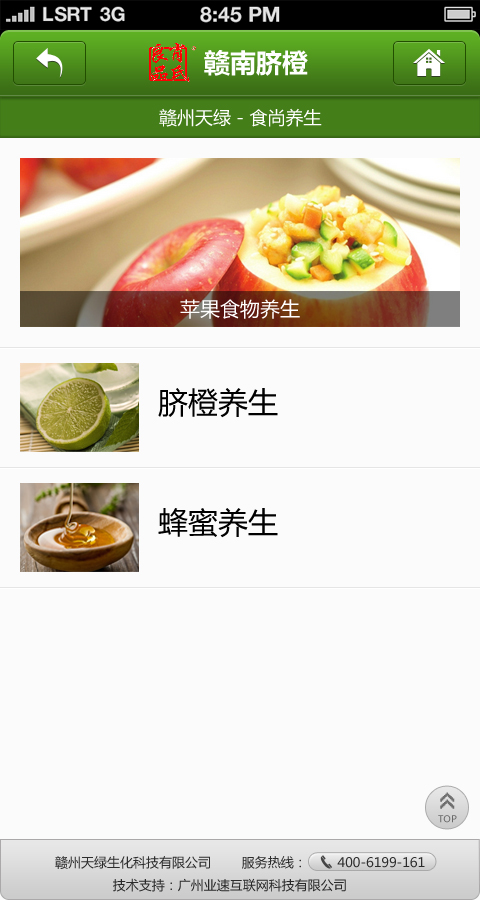 LSRT 3G 8:45 PM
赣南脐橙
赣州天绿 - 食尚养生
苹果食物养生
脐橙养生
蜂蜜养生
TOP
赣州天绿生化科技有限公司 服务热线： 400-6199-161
技术支持：广州业速互联网科技有限公司